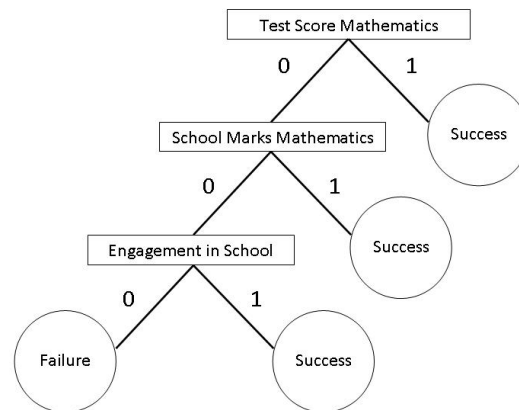 Test Score Mathematics
0
1
School Marks Mathematics
Success
0
1
Engagement in School
Success
0
1
Failure
Success